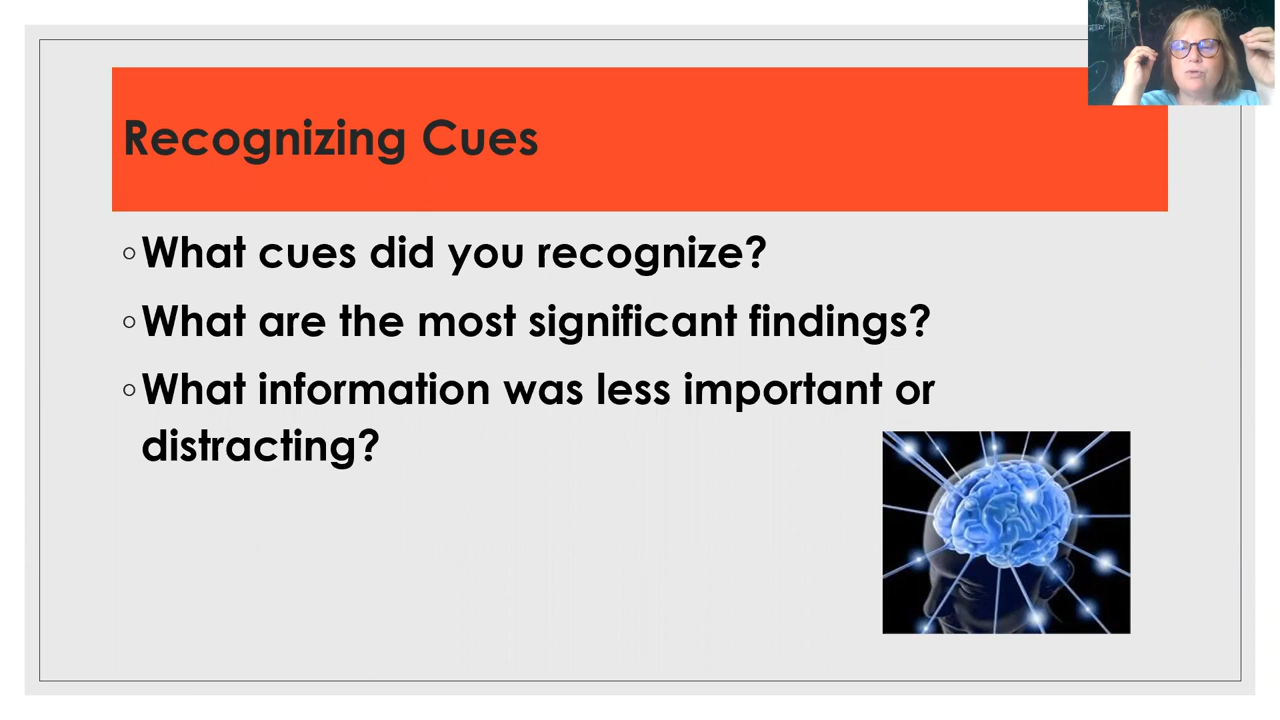 Recognizing Cues
◦What cues did you recognize?
◦What are the most significant findings?
◦What information was less important or
distracting?